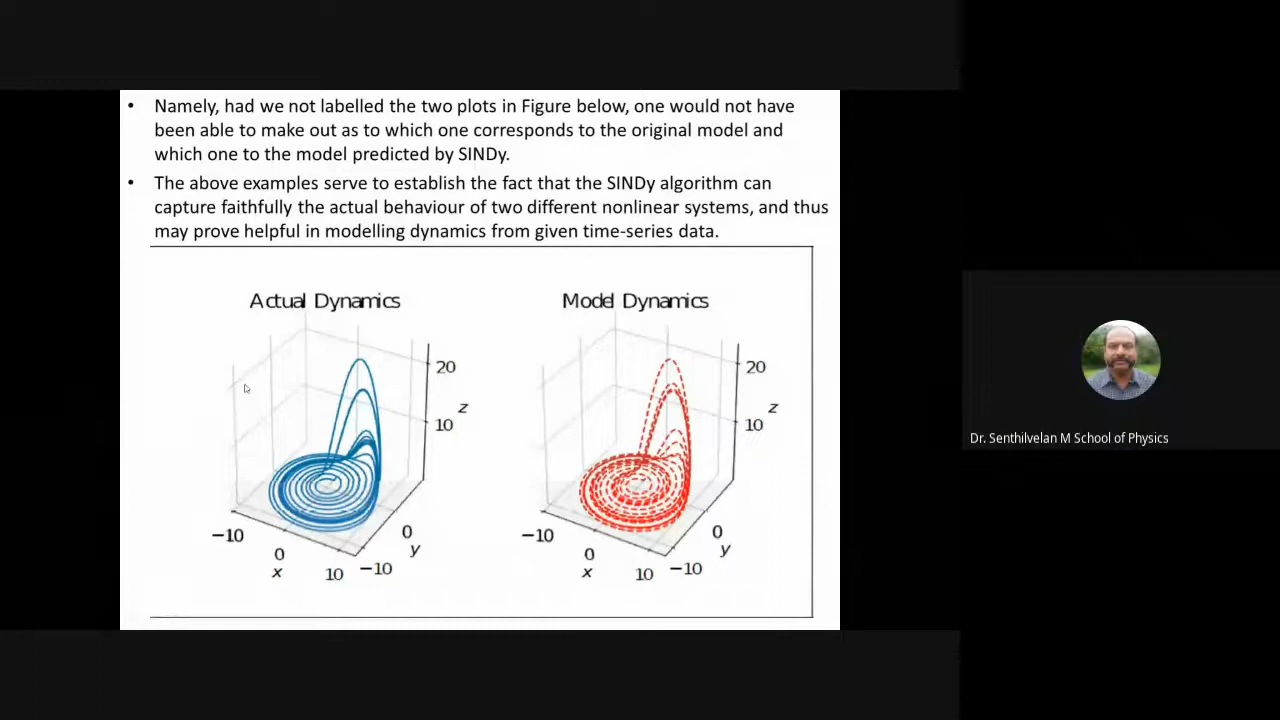 • Namely, had we not labelled the two plots in Figure below, one would not have
been able to make out as to which one corresponds to the original model and
which one to the model predicted by SINDy.
• The above examples serve to establish the fact that the SINDy algorithm can
capture faithfully the actual behaviour of two different nonlinear systems, and thus
may prove helpful in modelling dynamics from given time-series data.
Actual Dynamics
20
z
10
−10
0
x
10
−10
0
y
Model Dynamics
20
z
10
−10
0
x
10
−10
0
y
Dr. Senthilvelan M School of Physics